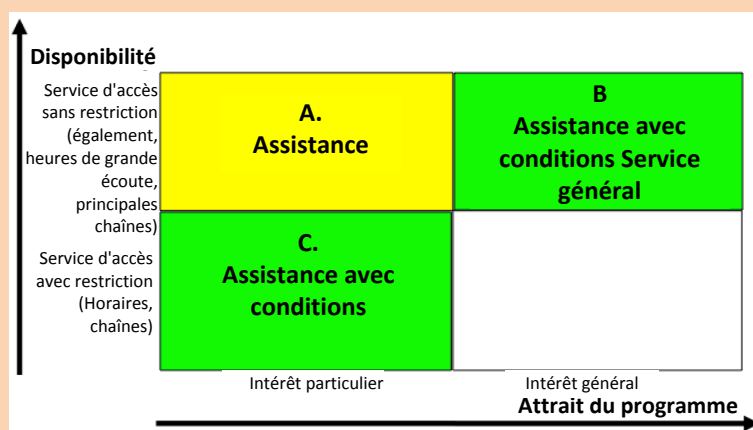 Disponibilité
Service d'accès
sans restriction
(également,
heures de grande
écoute,
principales
chaînes)
A.
Assistance
B
Assistance avec
conditions Service
général
Service d'accès
avec restriction
(Horaires,
chaînes)
C.
Assistance avec
conditions
Intérêt particulier
Intérêt général
Attrait du programme